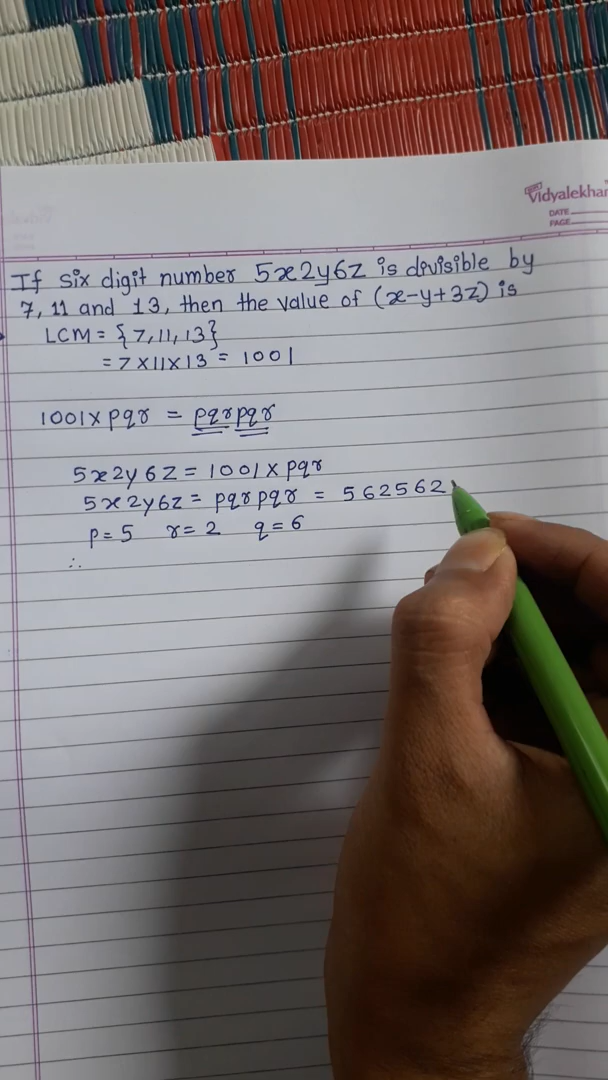 Vidyalekhan
DATE
PAGE
If six digit number 5x2y6z is divisible by
7, 11 and 13, then the value of (x-y+3z) is
LCM = {7,11,13}
= 7 X11X 13 = 1001
1001 x pqr = pqrpqr
5x2y6z = 1001 x pqr
5x2y6z = pqrpqr = 562562
p=5 r=2 q=6
∴